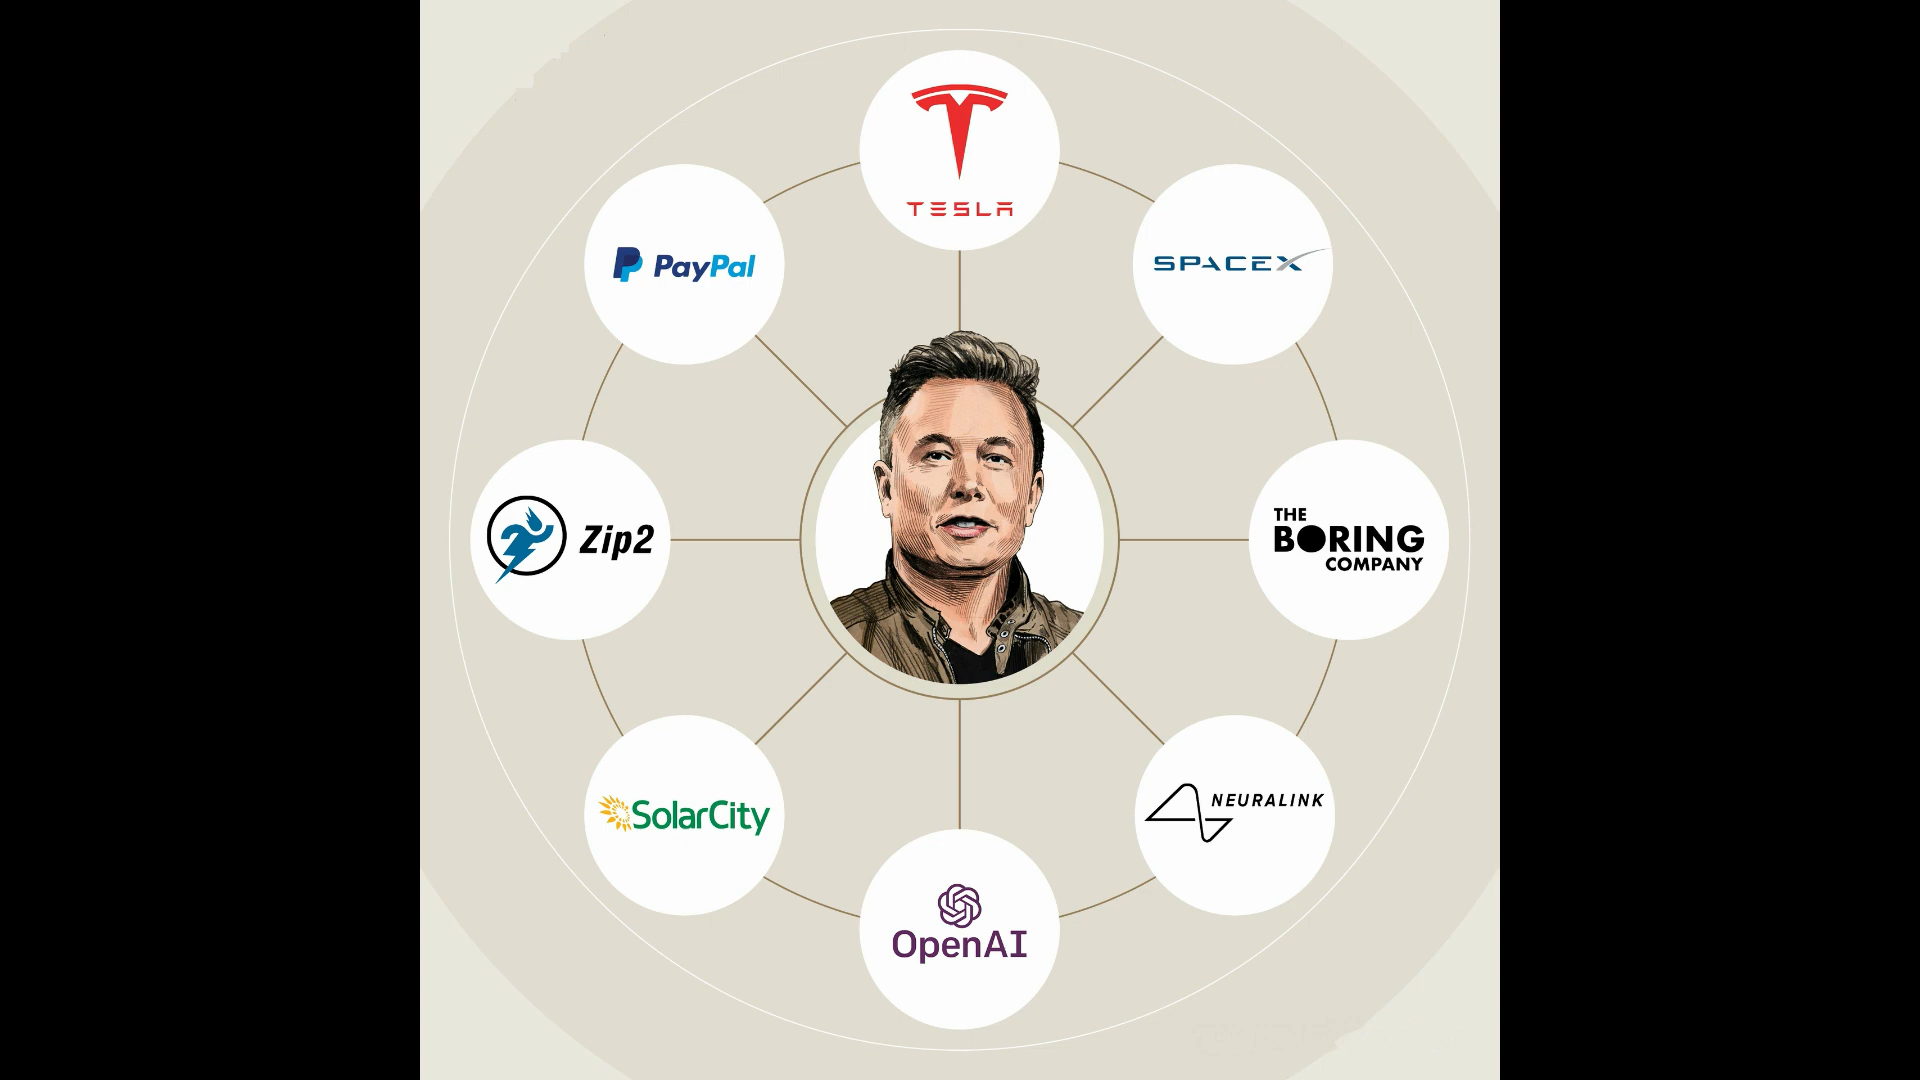 TESLA
PayPal
SPACEX
Zip2
THE
BORING
COMPANY
SolarCity
NEURALINK
OpenAI